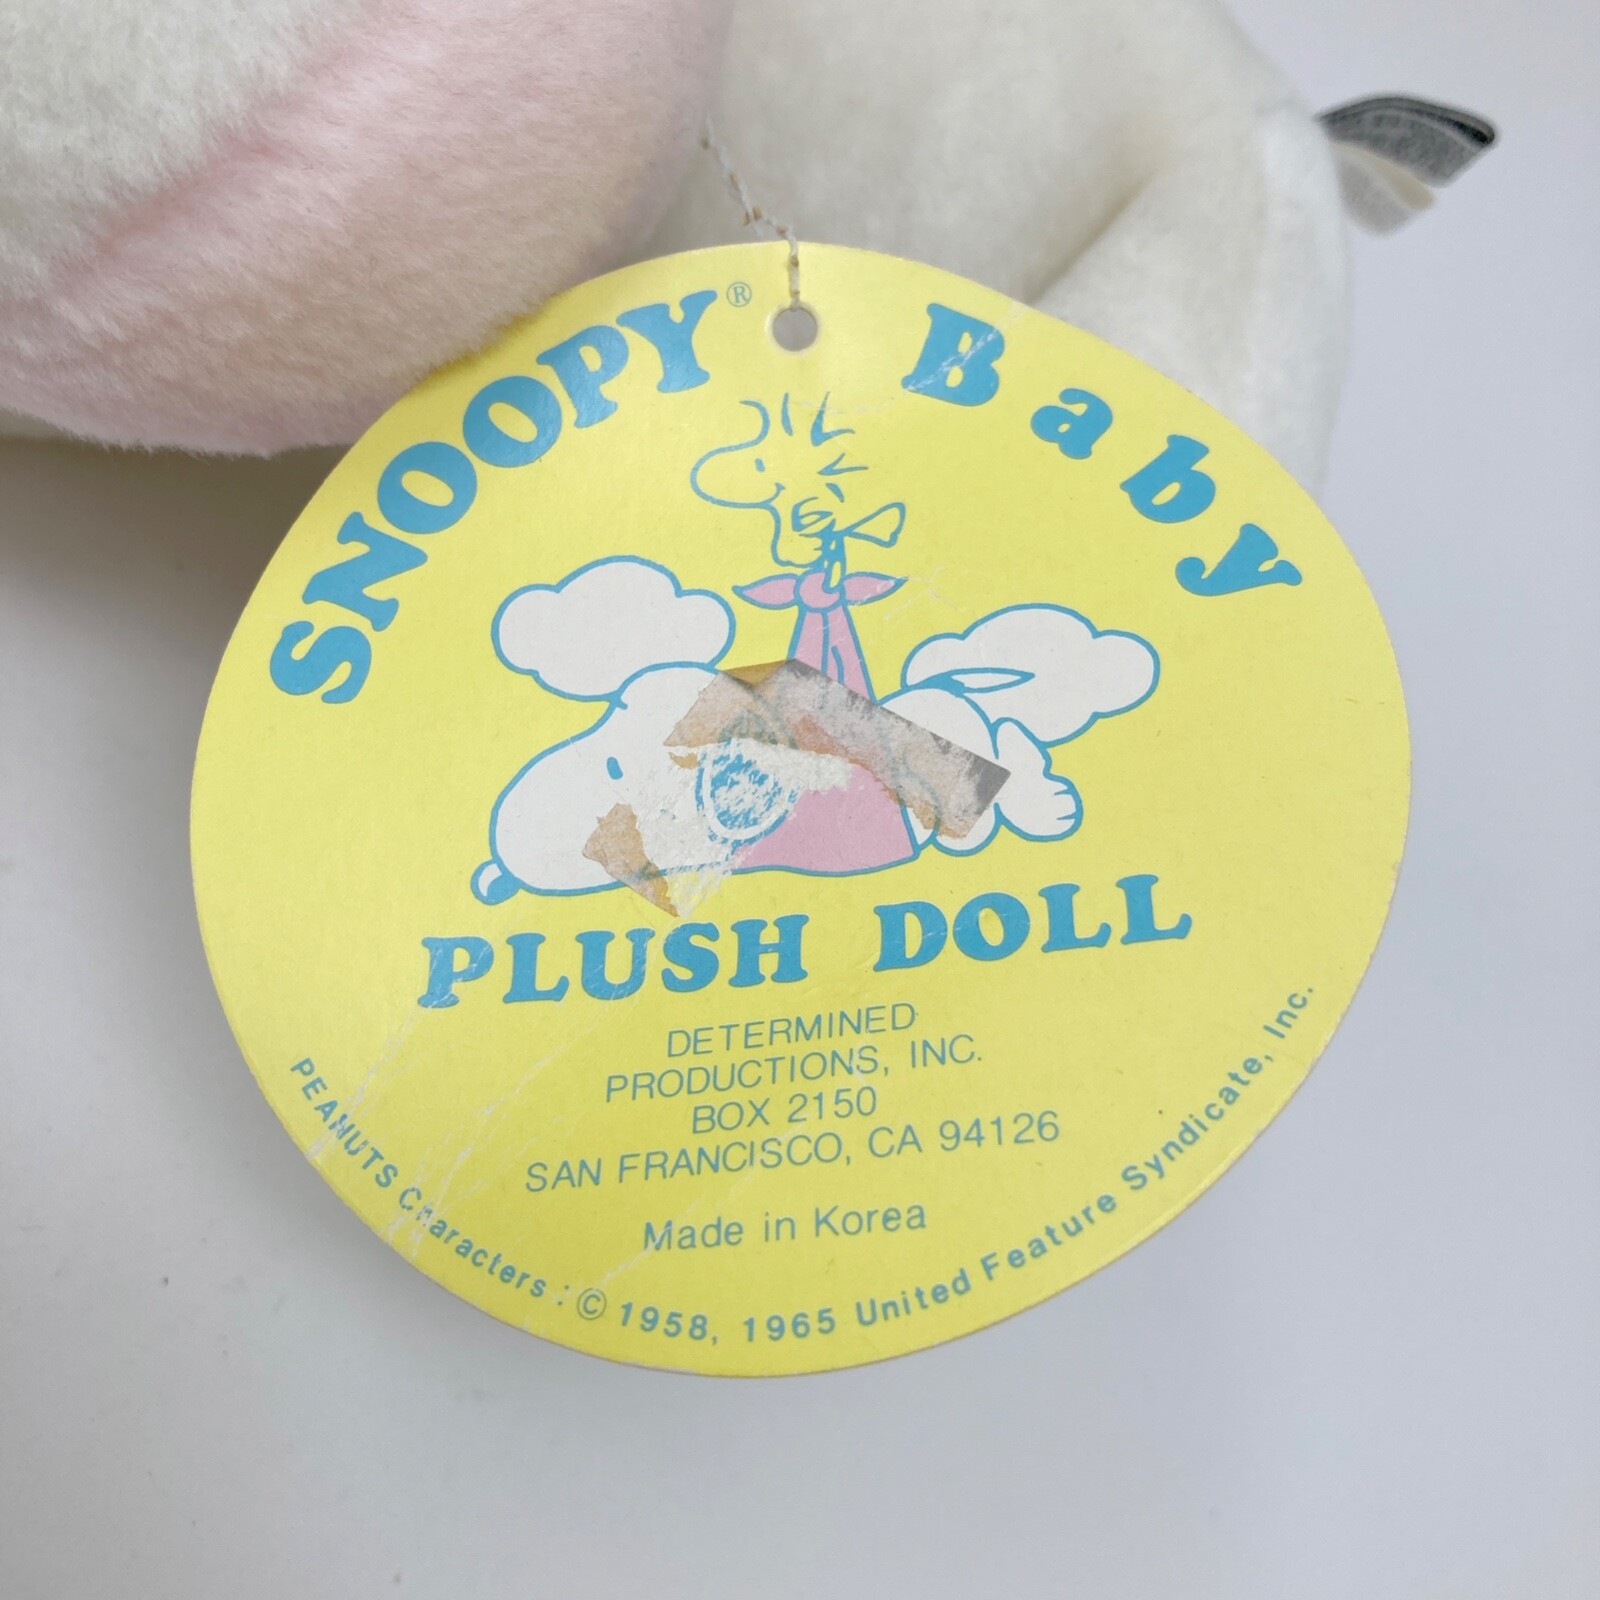 SNOOPY® Baby
PLUSH DOLL
DETERMINED
PRODUCTIONS, INC.
BOX 2150
SAN FRANCISCO, CA 94126
Made in Korea
PEANUTS Characters : © 1958, 1965 United Feature Syndicate, Inc.